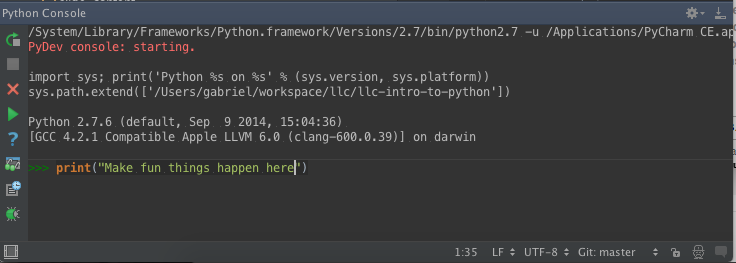 Python Console
/System/Library/Frameworks/Python.framework/Versions/2.7/bin/python2.7 -u /Applications/PyCharm CE.ap
PyDev console: starting.
import sys; print('Python %s on %s' % (sys.version, sys.platform))
sys.path.extend(['/Users/gabriel/workspace/llc/llc-intro-to-python'])
Python 2.7.6 (default, Sep  9 2014, 15:04:36)
[GCC 4.2.1 Compatible Apple LLVM 6.0 (clang-600.0.39)] on darwin
>>> print("Make fun things happen here")
1:35 LF UTF-8 Git: master